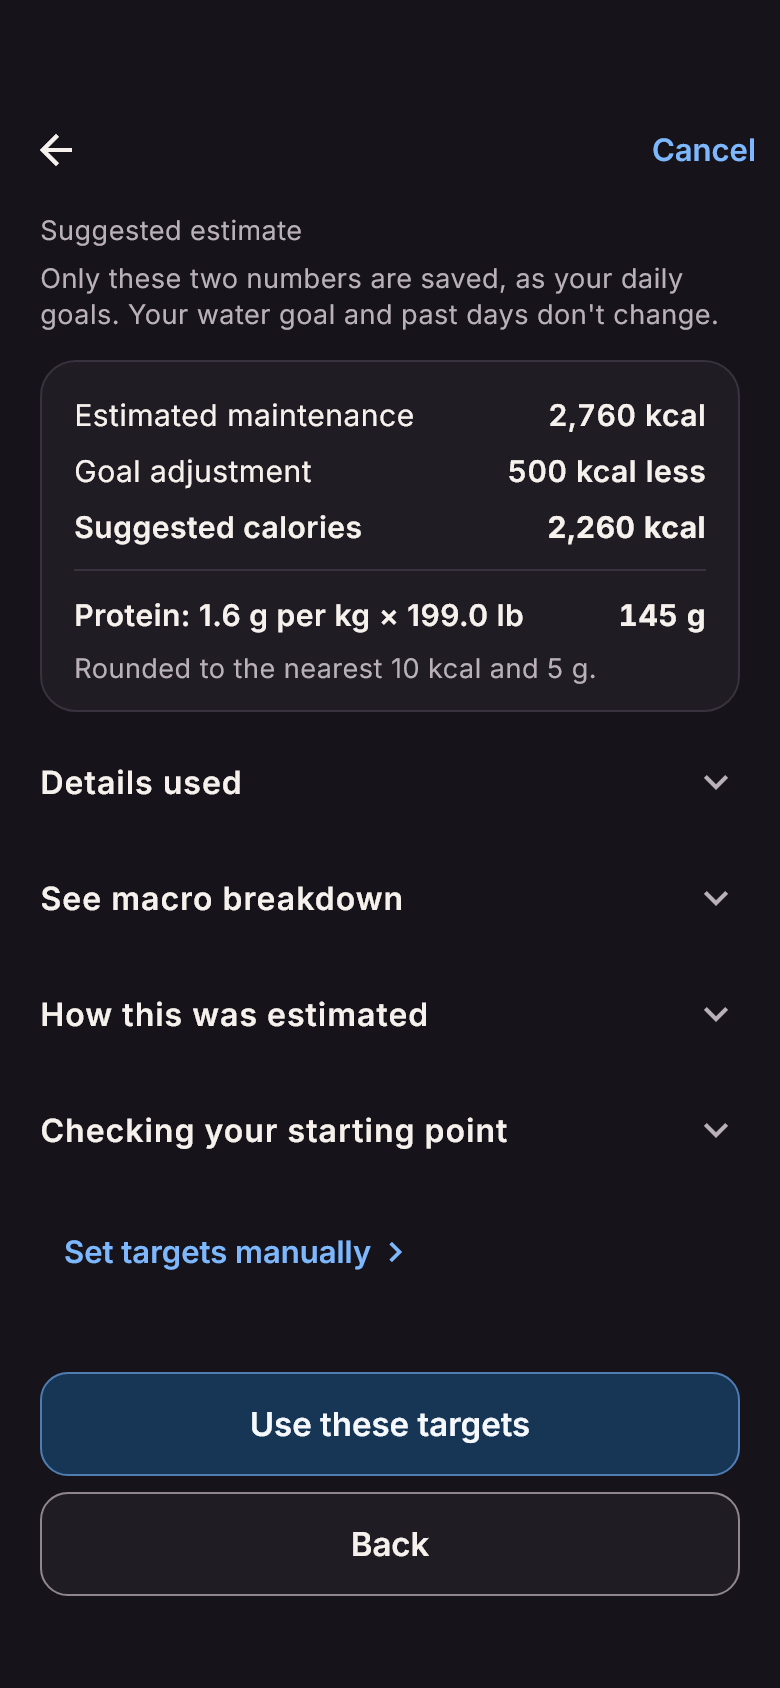 Cancel
Suggested estimate
Only these two numbers are saved, as your daily
goals. Your water goal and past days don't change.
Estimated maintenance 2,760 kcal
Goal adjustment 500 kcal less
Suggested calories 2,260 kcal
Protein: 1.6 g per kg × 199.0 lb 145 g
Rounded to the nearest 10 kcal and 5 g.
Details used
See macro breakdown
How this was estimated
Checking your starting point
Set targets manually
Use these targets
Back